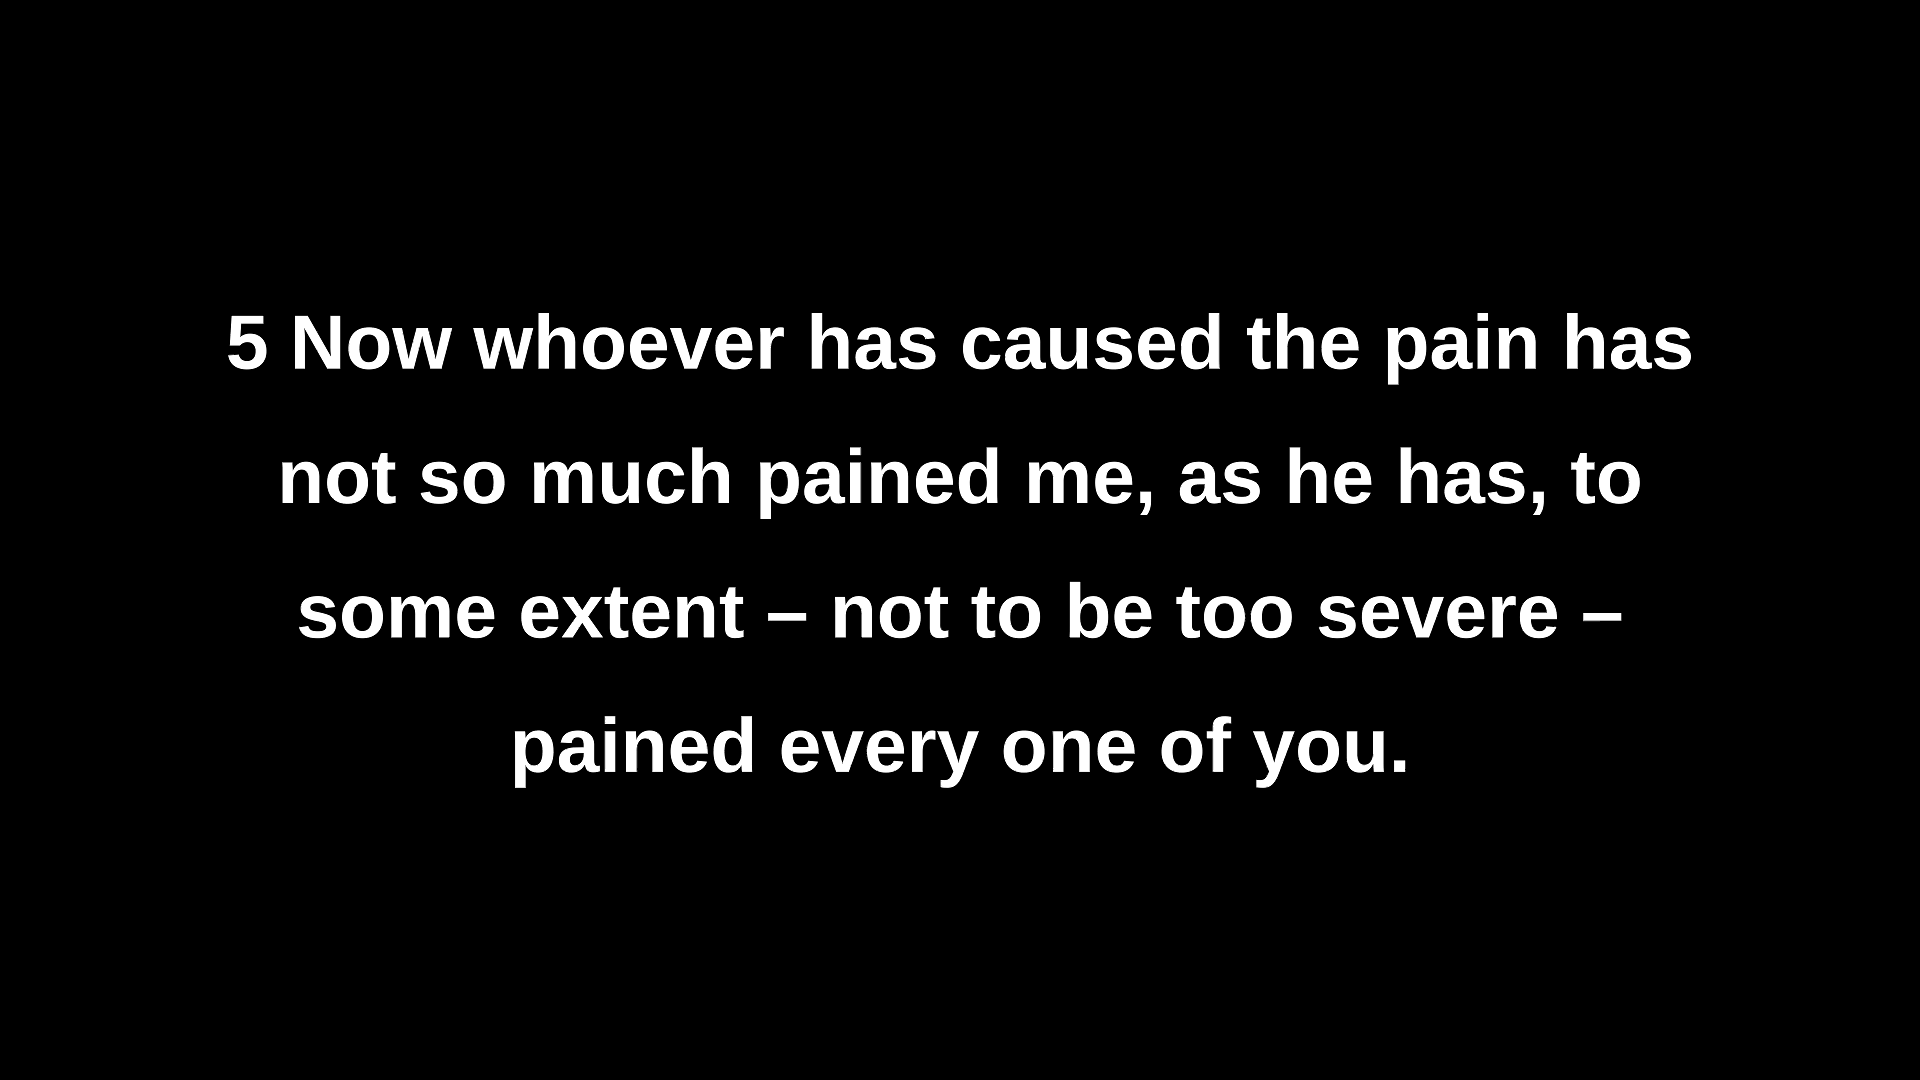 5 Now whoever has caused the pain has
not so much pained me, as he has, to
some extent – not to be too severe –
pained every one of you.